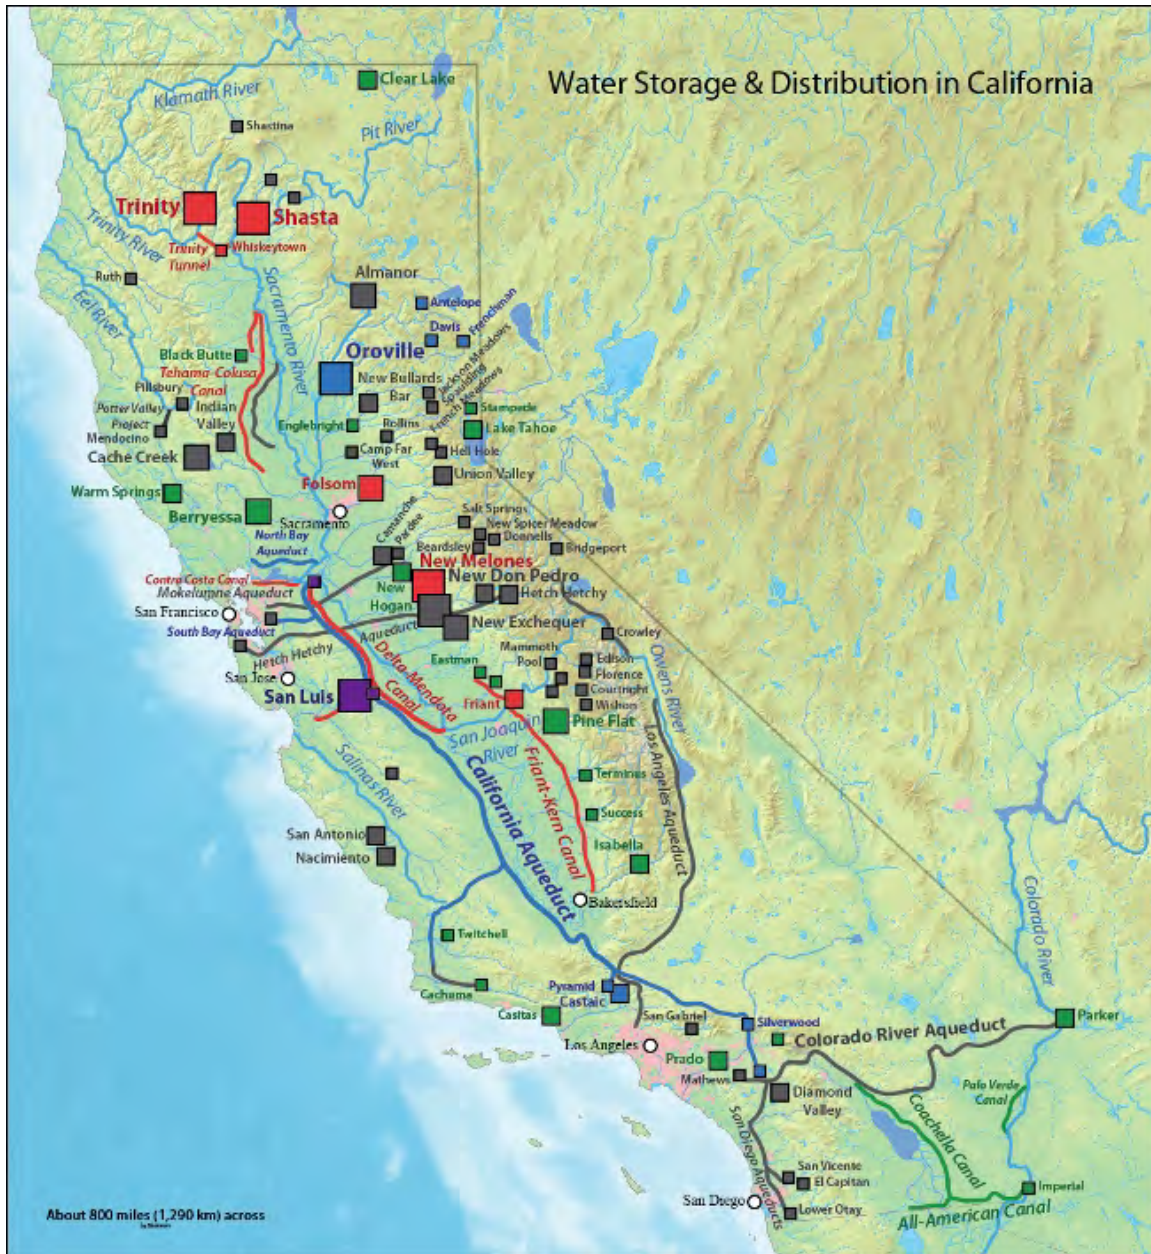 Water Storage & Distribution in California
Clear Lake
Klamath River
Shastina
Pit River
Trinity
Shasta
Trinity River
Trinity
Tunnel
Whiskeytown
Ruth
Eel River
Sacramento River
Almanor
Antelope
Davis
Frenchman
Oroville
Black Butte
Tehama-Colusa
Canal
New Bullards
Bar
Jackson Meadows
Spaulding
French Meadows
Stampede
Lake Tahoe
Pillsbury
Potter Valley
Project
Indian
Valley
Mendocino
Cache Creek
Englebright
Rollins
Camp Far
West
Hell Hole
Union Valley
Folsom
Warm Springs
Berryessa
Sacramento
North Bay
Aqueduct
Camanche
Pardee
Salt Springs
New Spicer Meadow
Donnells
Beardsley
Bridgeport
New Melones
New Don Pedro
New
Hogan
Hetch Hetchy
New Exchequer
Contra Costa Canal
Mokelumne Aqueduct
San Francisco
South Bay Aqueduct
Hetch Hetchy
Aqueduct
San Jose
San Luis
Delta-Mendota
Canal
Eastman
Mammoth
Pool
Crowley
Edison
Florence
Courtright
Wishon
Owen's River
Friant
Pine Flat
San Joaquin
River
Salinas River
Los Angeles Aqueduct
Terminus
Success
Isabella
Friant-Kern Canal
California Aqueduct
San Antonio
Nacimiento
Bakersfield
Twitchell
Cachuma
Casitas
Pyramid
Castaic
San Gabriel
Silverwood
Los Angeles
Prado
Mathews
Colorado River Aqueduct
Colorado River
Parker
Diamond
Valley
Palo Verde
Canal
Coachella Canal
San Diego Aqueducts
San Vicente
El Capitan
San Diego
Lower Otay
Imperial
All-American Canal
About 800 miles (1,290 km) across